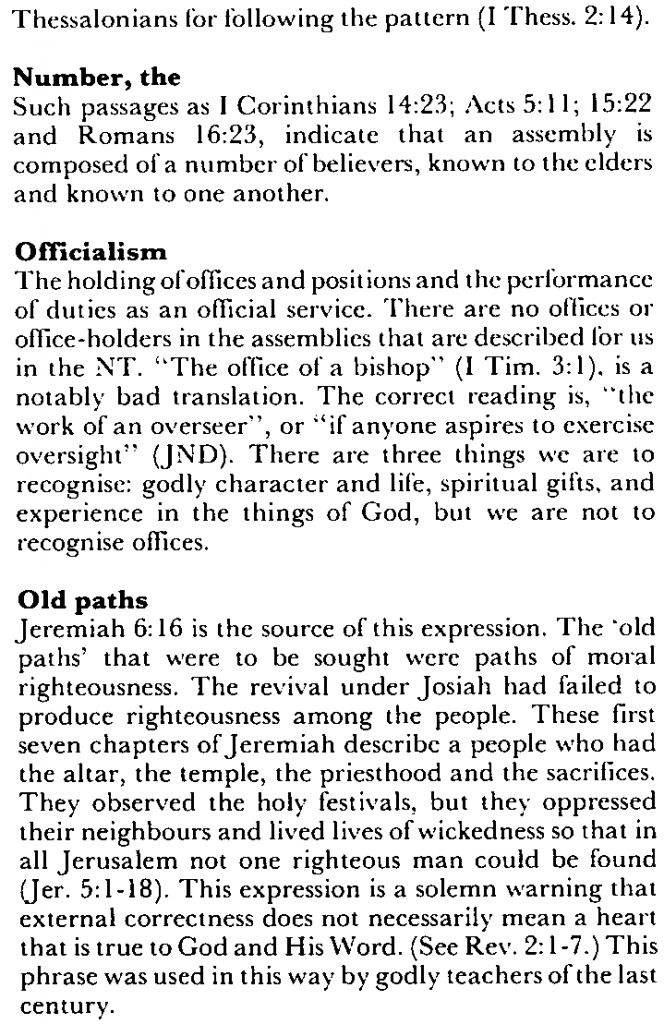 Thessalonians for following the pattern (I Thess. 2:14).
Number, the
Such passages as I Corinthians 14:23; Acts 5:11; 15:22
and Romans 16:23, indicate that an assembly is
composed of a number of believers, known to the elders
and known to one another.
Officialism
The holding of offices and positions and the performance
of duties as an official service. There are no offices or
office-holders in the assemblies that are described for us
in the NT. "The office of a bishop" (I Tim. 3:1), is a
notably bad translation. The correct reading is, "the
work of an overseer", or "if anyone aspires to exercise
oversight" (JND). There are three things we are to
recognise: godly character and life, spiritual gifts, and
experience in the things of God, but we are not to
recognise offices.
Old paths
Jeremiah 6:16 is the source of this expression. The 'old
paths' that were to be sought were paths of moral
righteousness. The revival under Josiah had failed to
produce righteousness among the people. These first
seven chapters of Jeremiah describe a people who had
the altar, the temple, the priesthood and the sacrifices.
They observed the holy festivals, but they oppressed
their neighbours and lived lives of wickedness so that in
all Jerusalem not one righteous man could be found
(Jer. 5:1-18). This expression is a solemn warning that
external correctness does not necessarily mean a heart
that is true to God and His Word. (See Rev. 2:1-7.) This
phrase was used in this way by godly teachers of the last
century.